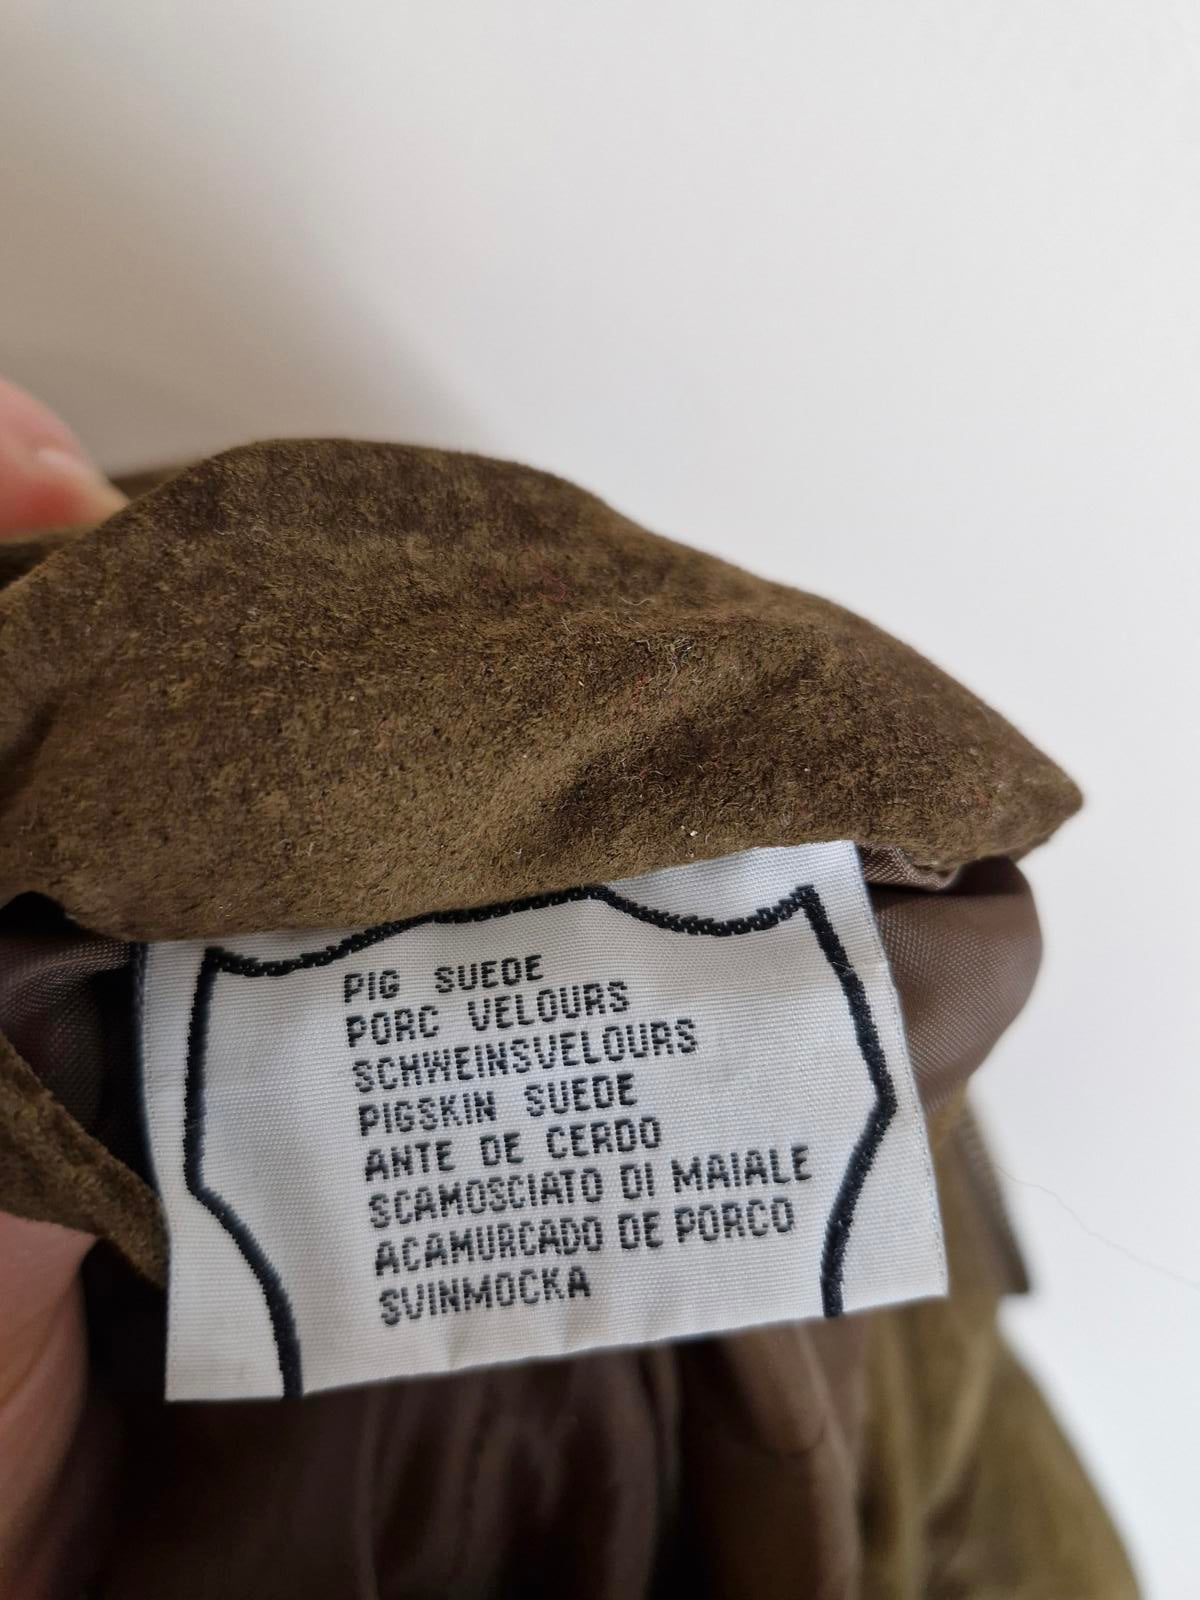 PIG SUEDE
PORC VELOURS
SCHWEINSVELOURS
PIGSKIN SUEDE
ANTE DE CERDO
SCAMOSCIATO DI MAIALE
ACAMURCADO DE PORCO
SVINMOCKA